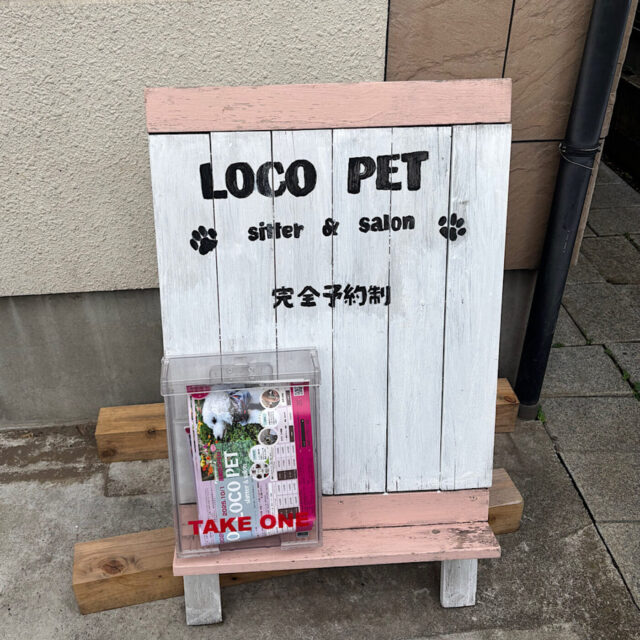 LOCO PET
sitter & salon
完全予約制
LOCO PET
TAKE ONE